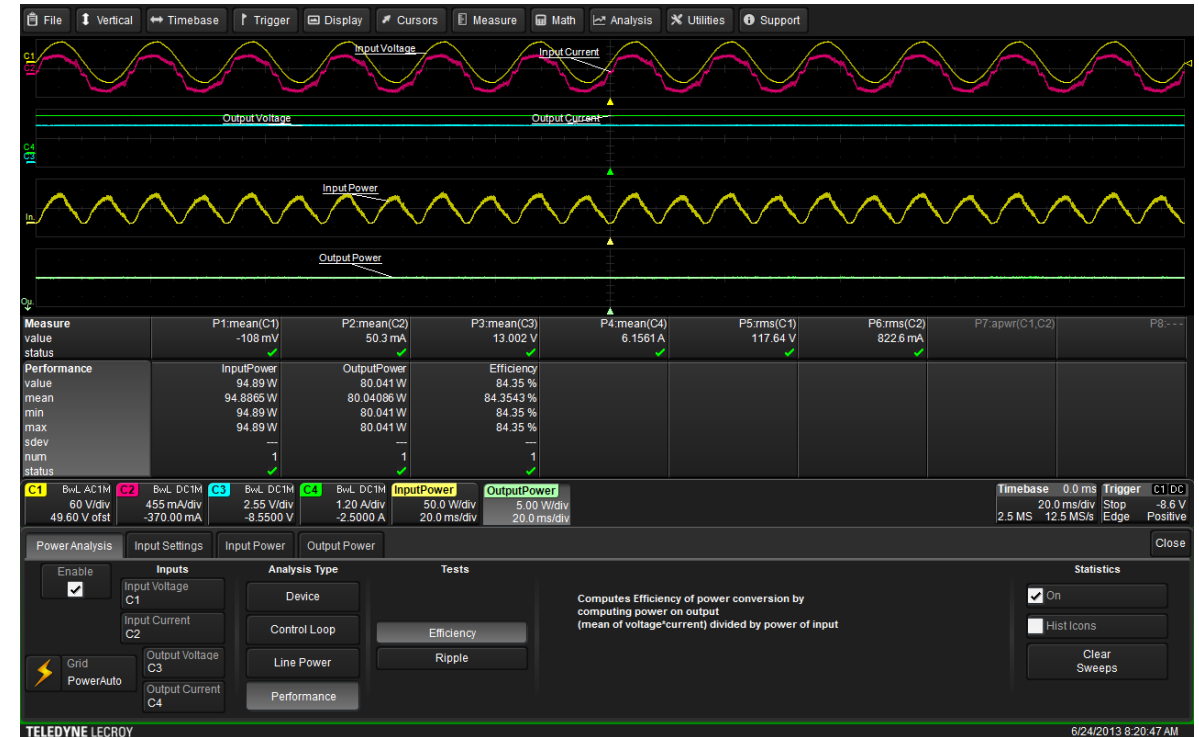 File Vertical Timebase Trigger Display Cursors Measure Math Analysis Utilities Support
C1
C2
Input Voltage
Input Current
Output Voltage
Output Current
C4
C3
Input Power
In.
Output Power
Ou.
Measure P1:mean(C1) P2:mean(C2) P3:mean(C3) P4:mean(C4) P5:rms(C1) P6:rms(C2) P7:apwr(C1,C2) P8:- - -
value -108 mV 50.3 mA 13.002 V 6.1561 A 117.64 V 822.6 mA
status
Performance InputPower OutputPower Efficiency
value 94.89 W 80.041 W 84.35 %
mean 94.8865 W 80.04086 W 84.3543 %
min 94.89 W 80.041 W 84.35 %
max 94.89 W 80.041 W 84.35 %
sdev --- --- ---
num 1 1 1
status
C1 BwL AC1M C2 BwL DC1M C3 BwL DC1M C4 BwL DC1M InputPower OutputPower Timebase 0.0 ms Trigger C1 DC
60 V/div 455 mA/div 2.55 V/div 1.20 A/div 50.0 W/div 5.00 W/div 20.0 ms/div Stop -8.6 V
49.60 V ofst -370.00 mA -8.5500 V -2.5000 A 20.0 ms/div 20.0 ms/div 2.5 MS 12.5 MS/s Edge Positive
Power Analysis Input Settings Input Power Output Power Close
Enable Inputs Analysis Type Tests Statistics
Input Voltage
C1
Device
Computes Efficiency of power conversion by
computing power on output
(mean of voltage*current) divided by power of input
On
Input Current
C2
Control Loop
Efficiency
Hist Icons
Grid
PowerAuto
Output Voltage
C3
Line Power
Ripple
Clear
Sweeps
Output Current
C4
Performance
TELEDYNE LECROY 6/24/2013 8:20:47 AM